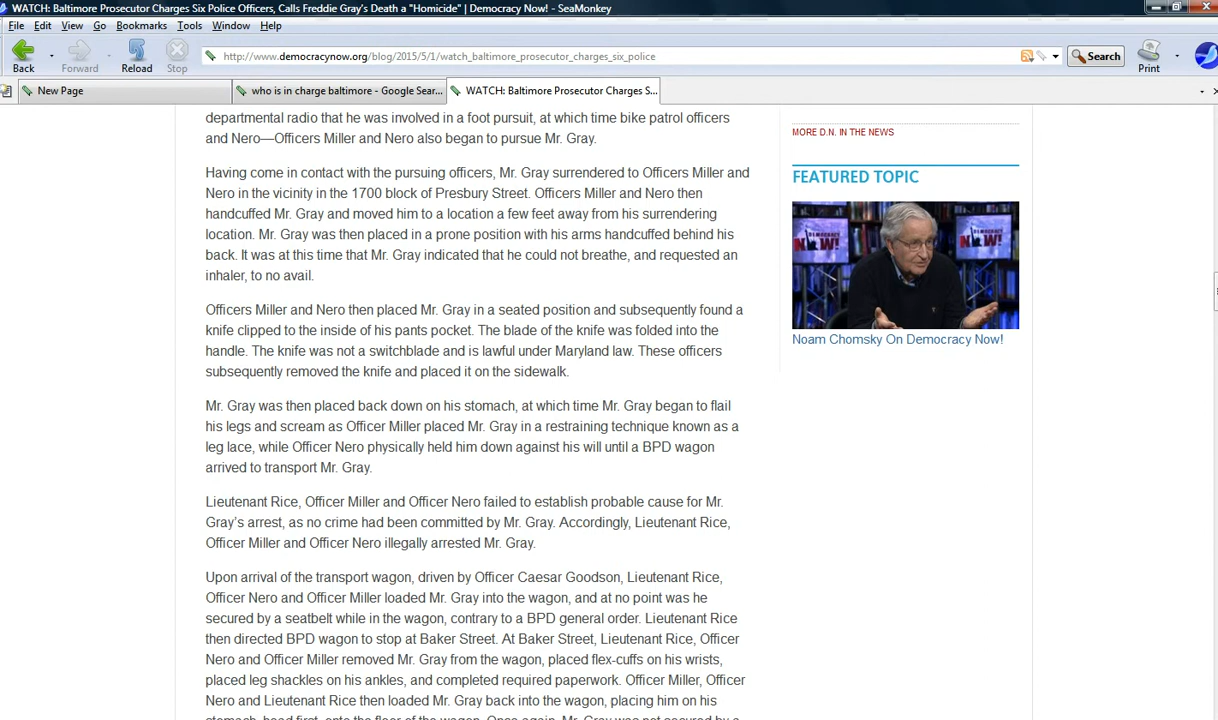 WATCH: Baltimore Prosecutor Charges Six Police Officers, Calls Freddie Gray's Death a "Homicide" | Democracy Now! - SeaMonkey
File Edit View Go Bookmarks Tools Window Help
Back Forward Reload Stop http://www.democracynow.org/blog/2015/5/1/watch_baltimore_prosecutor_charges_six_police Search Print
New Page who is in charge baltimore - Google Sear... WATCH: Baltimore Prosecutor Charges S...
departmental radio that he was involved in a foot pursuit, at which time bike patrol officers
and Nero—Officers Miller and Nero also began to pursue Mr. Gray.
Having come in contact with the pursuing officers, Mr. Gray surrendered to Officers Miller and
Nero in the vicinity in the 1700 block of Presbury Street. Officers Miller and Nero then
handcuffed Mr. Gray and moved him to a location a few feet away from his surrendering
location. Mr. Gray was then placed in a prone position with his arms handcuffed behind his
back. It was at this time that Mr. Gray indicated that he could not breathe, and requested an
inhaler, to no avail.
Officers Miller and Nero then placed Mr. Gray in a seated position and subsequently found a
knife clipped to the inside of his pants pocket. The blade of the knife was folded into the
handle. The knife was not a switchblade and is lawful under Maryland law. These officers
subsequently removed the knife and placed it on the sidewalk.
Mr. Gray was then placed back down on his stomach, at which time Mr. Gray began to flail
his legs and scream as Officer Miller placed Mr. Gray in a restraining technique known as a
leg lace, while Officer Nero physically held him down against his will until a BPD wagon
arrived to transport Mr. Gray.
Lieutenant Rice, Officer Miller and Officer Nero failed to establish probable cause for Mr.
Gray's arrest, as no crime had been committed by Mr. Gray. Accordingly, Lieutenant Rice,
Officer Miller and Officer Nero illegally arrested Mr. Gray.
Upon arrival of the transport wagon, driven by Officer Caesar Goodson, Lieutenant Rice,
Officer Nero and Officer Miller loaded Mr. Gray into the wagon, and at no point was he
secured by a seatbelt while in the wagon, contrary to a BPD general order. Lieutenant Rice
then directed BPD wagon to stop at Baker Street. At Baker Street, Lieutenant Rice, Officer
Nero and Officer Miller removed Mr. Gray from the wagon, placed flex-cuffs on his wrists,
placed leg shackles on his ankles, and completed required paperwork. Officer Miller, Officer
Nero and Lieutenant Rice then loaded Mr. Gray back into the wagon, placing him on his
stomach, head first, onto the floor of the wagon. Once again, Mr. Gray was not secured by a
MORE D.N. IN THE NEWS
FEATURED TOPIC
Noam Chomsky On Democracy Now!